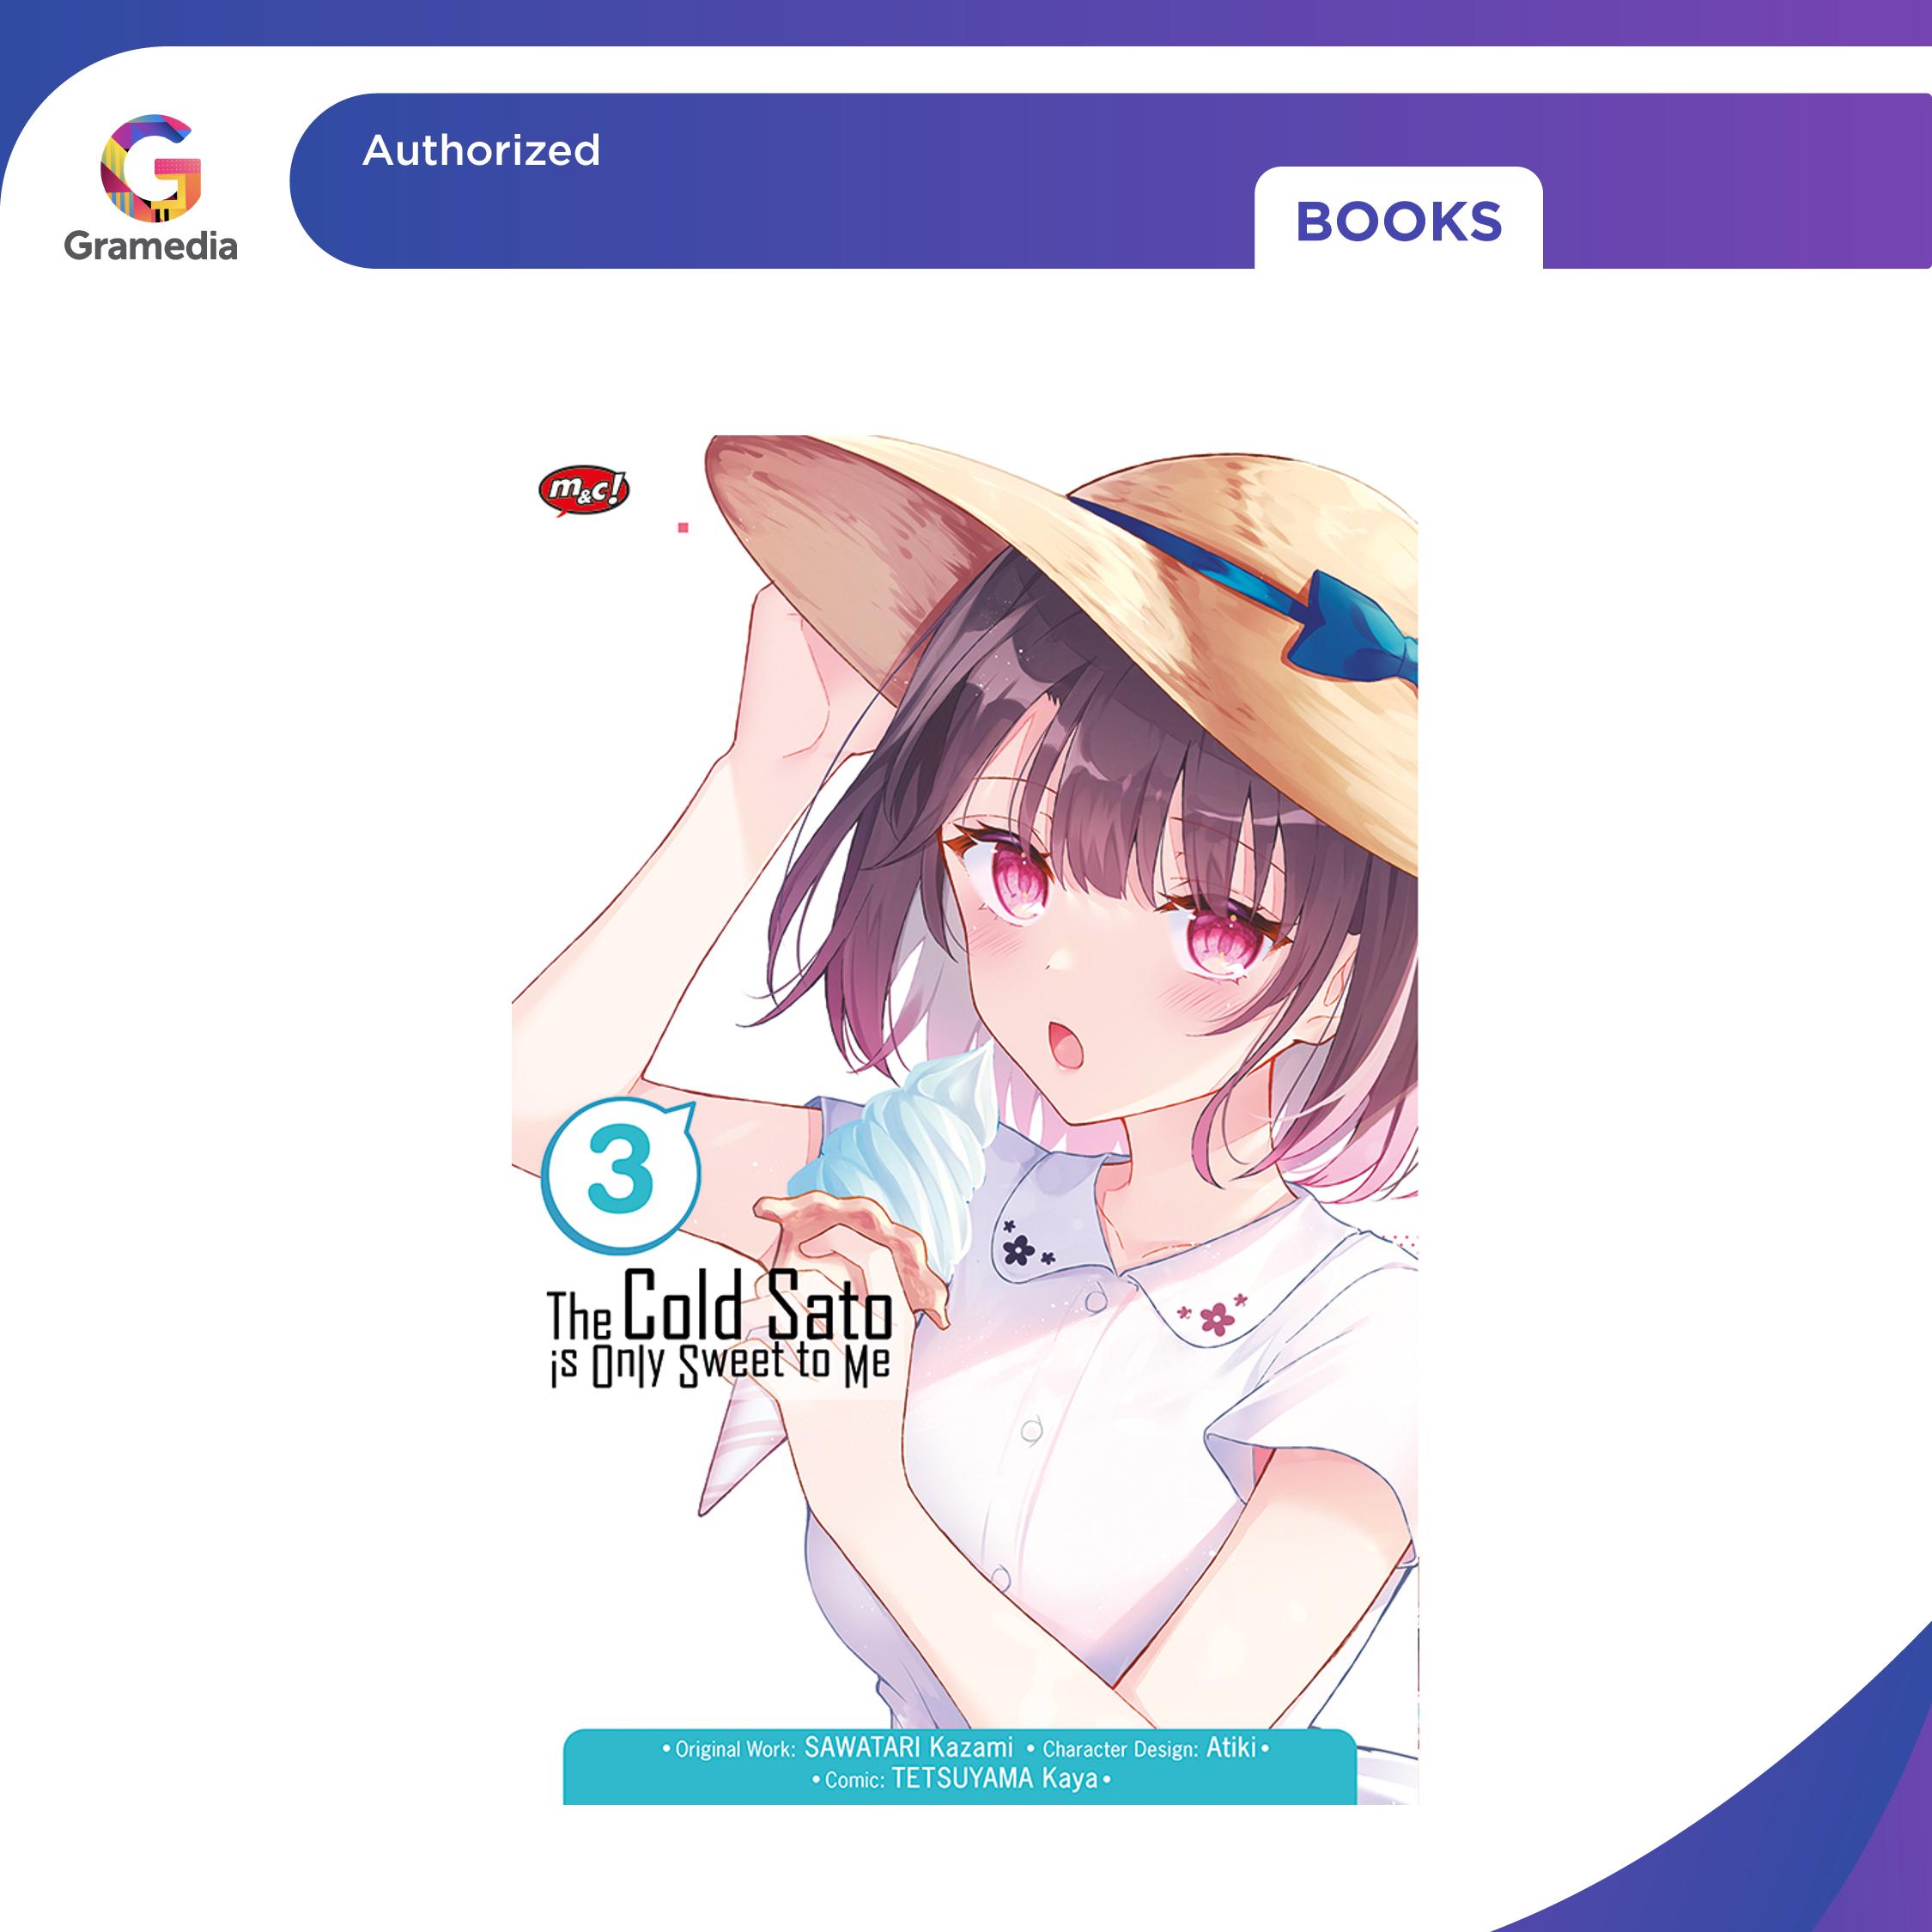 Authorized
BOOKS
Gramedia
m&c!
3
The Cold Sato
is Only Sweet to Me
• Original Work: SAWATARI Kazami • Character Design: Atiki •
• Comic: TETSUYAMA Kaya •